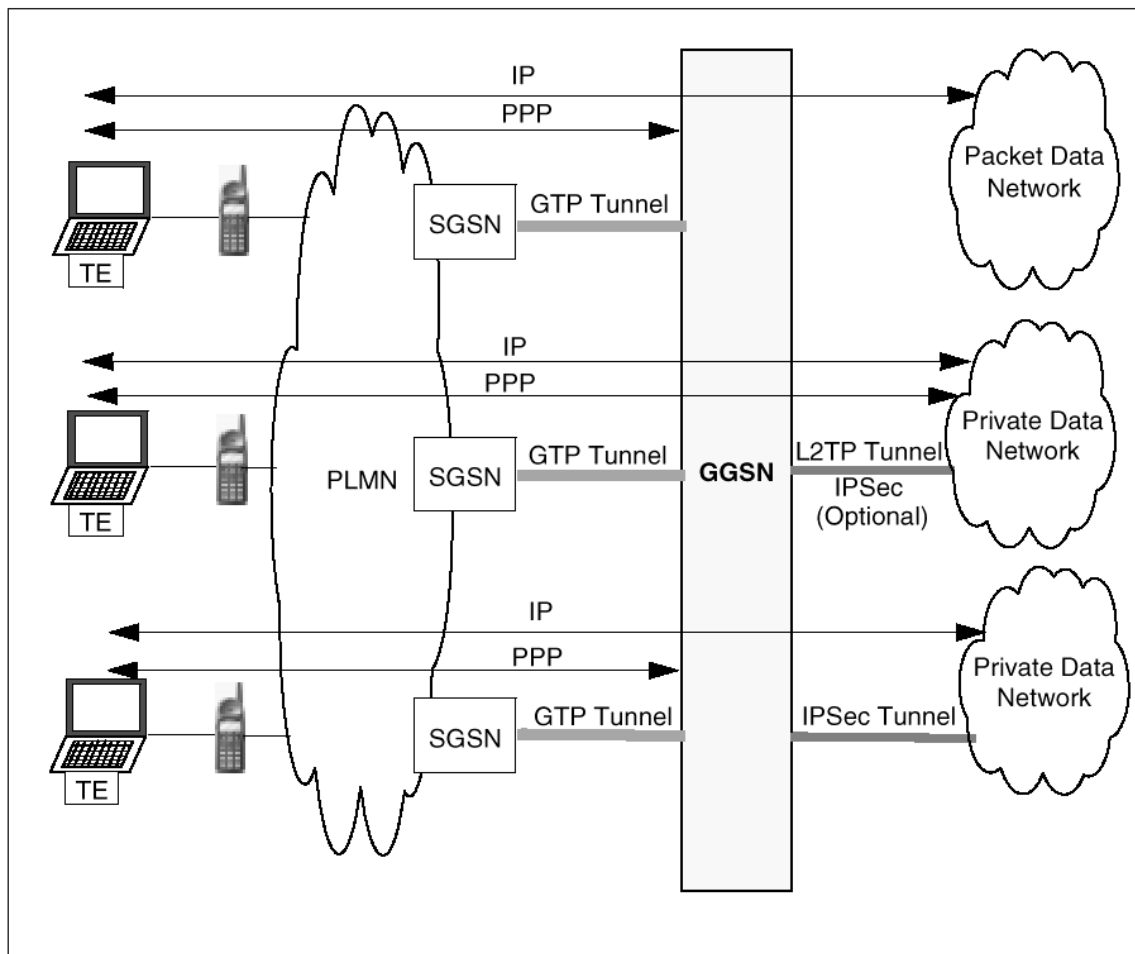 IP
PPP
Packet Data
Network
GTP Tunnel
SGSN
TE
IP
PPP
Private Data
Network
L2TP Tunnel
GTP Tunnel
SGSN
PLMN
GGSN
IPSec
(Optional)
TE
IP
PPP
Private Data
Network
GTP Tunnel
IPSec Tunnel
SGSN
TE